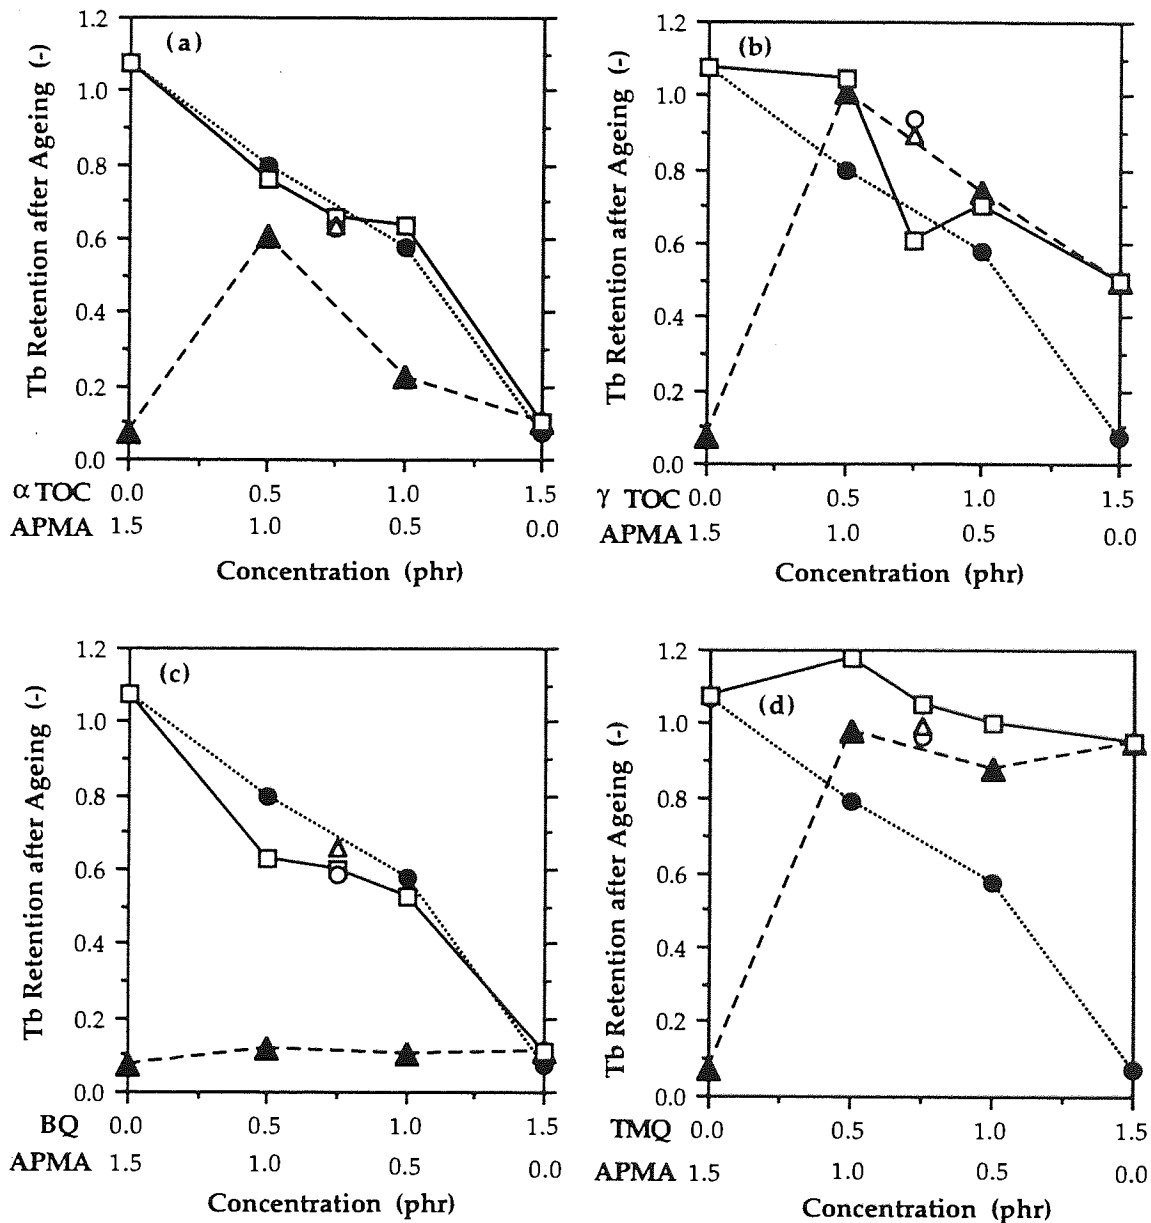 (a)
Tb Retention after Ageing (-)
1.2
1.0
0.8
0.6
0.4
0.2
0.0
α TOC 0.0 0.5 1.0 1.5
APMA 1.5 1.0 0.5 0.0
Concentration (phr)
(b)
Tb Retention after Ageing (-)
1.2
1.0
0.8
0.6
0.4
0.2
0.0
γ TOC 0.0 0.5 1.0 1.5
APMA 1.5 1.0 0.5 0.0
Concentration (phr)
(c)
Tb Retention after Ageing (-)
1.2
1.0
0.8
0.6
0.4
0.2
0.0
BQ 0.0 0.5 1.0 1.5
APMA 1.5 1.0 0.5 0.0
Concentration (phr)
(d)
Tb Retention after Ageing (-)
1.2
1.0
0.8
0.6
0.4
0.2
0.0
TMQ 0.0 0.5 1.0 1.5
APMA 1.5 1.0 0.5 0.0
Concentration (phr)